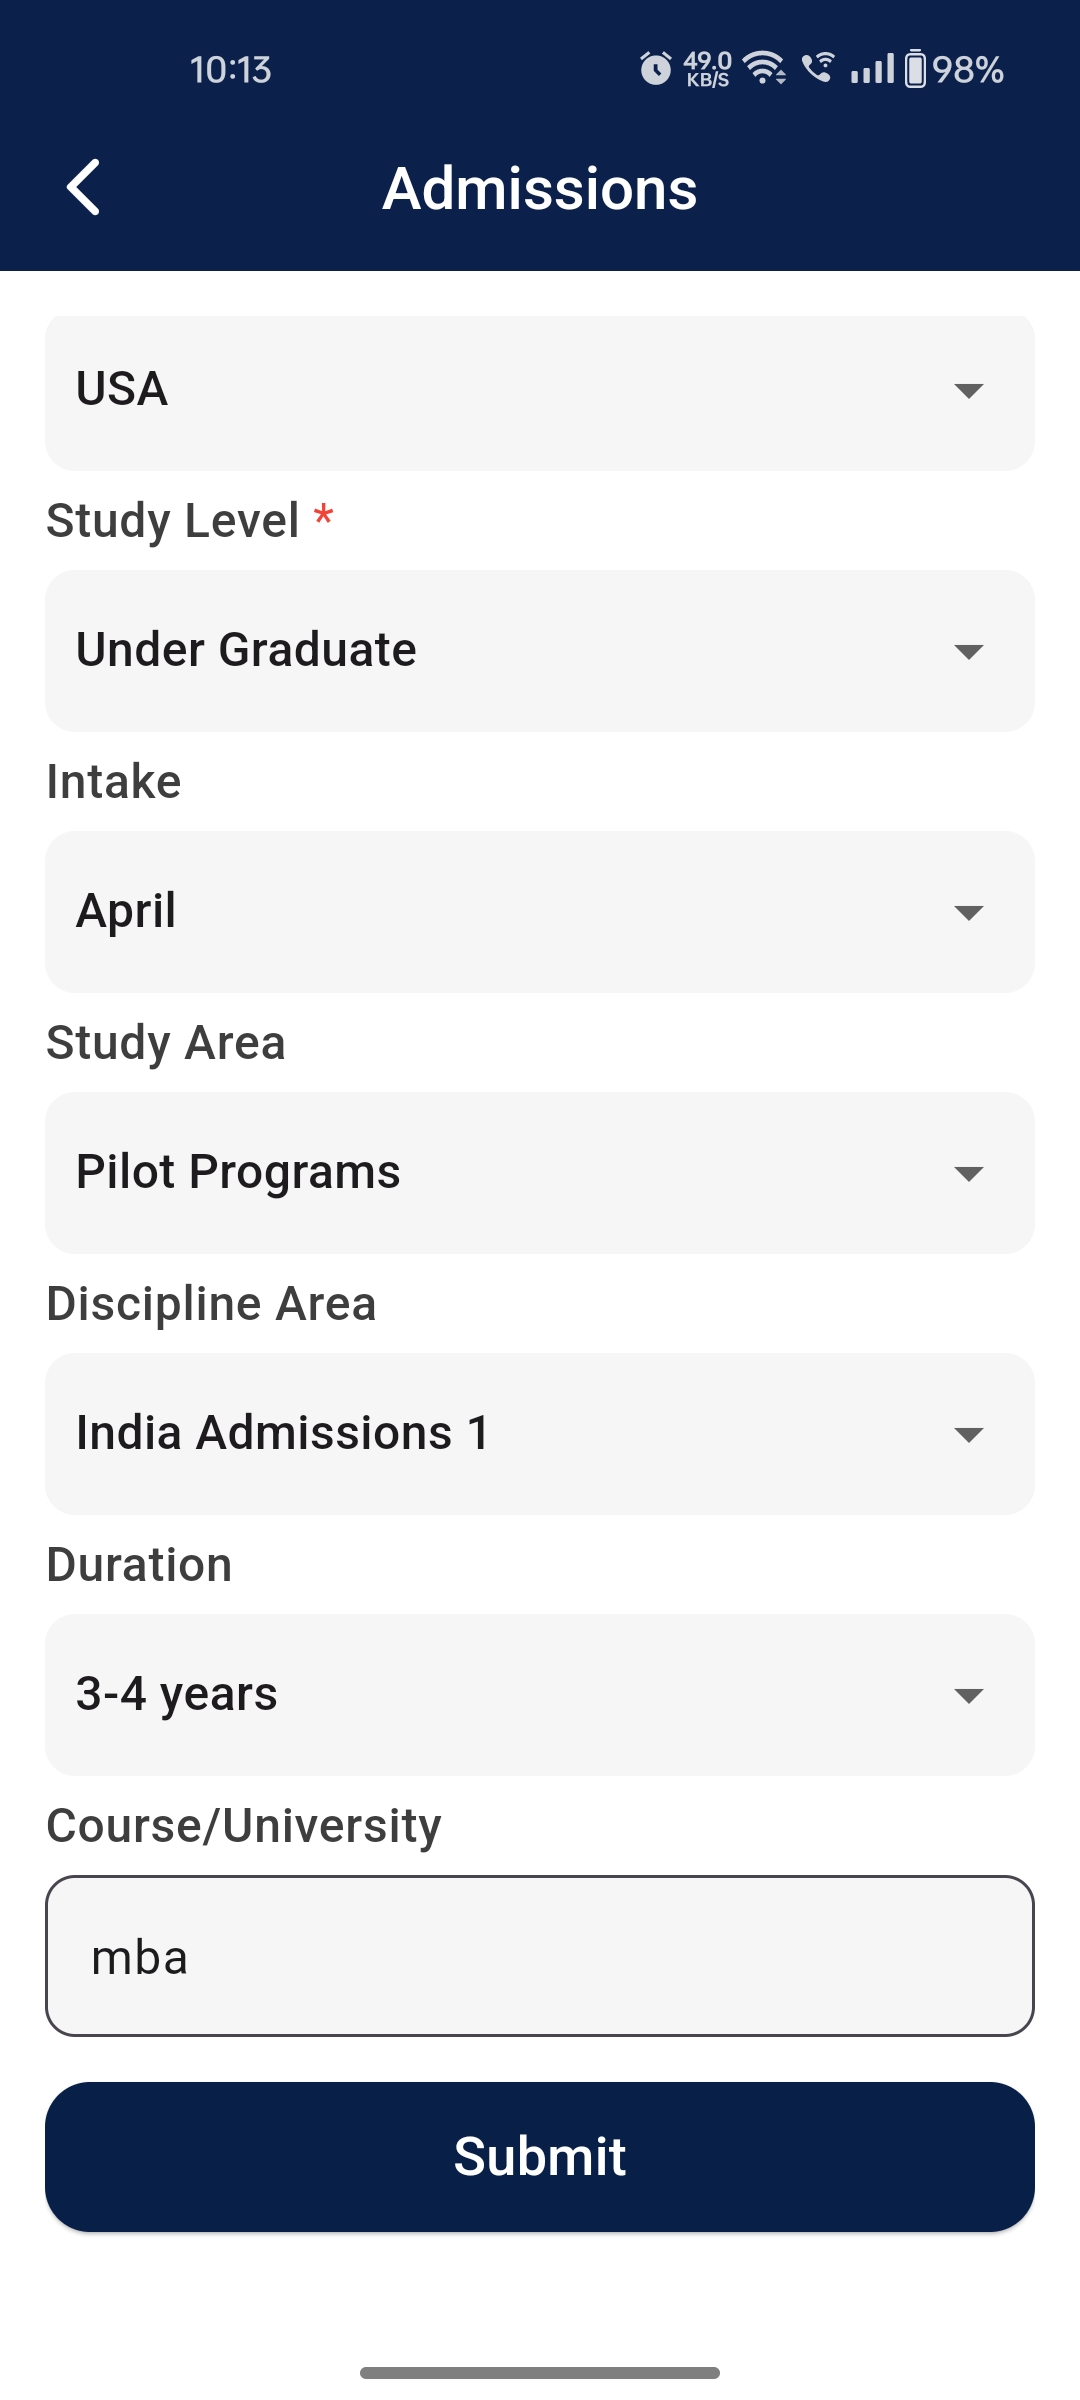 10:13
49.0
KB/S
98%
Admissions
USA
Study Level *
Under Graduate
Intake
April
Study Area
Pilot Programs
Discipline Area
India Admissions 1
Duration
3-4 years
Course/University
mba
Submit